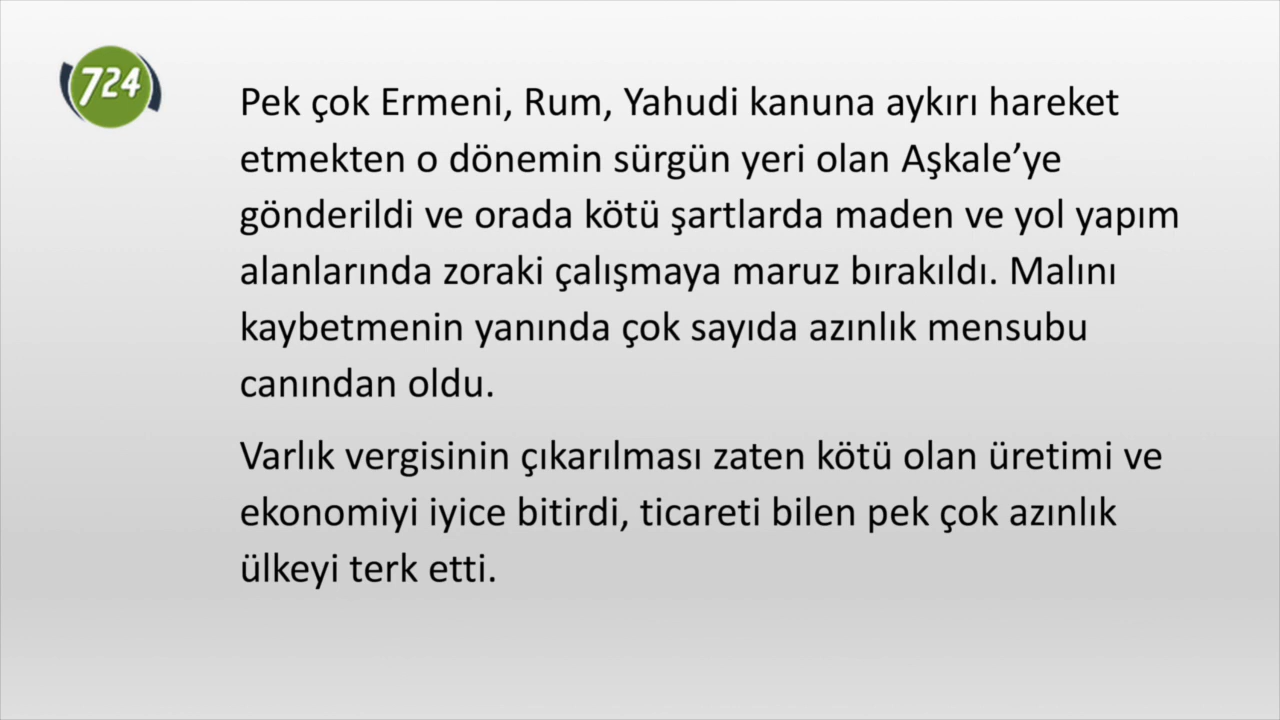 724
Pek çok Ermeni, Rum, Yahudi kanuna aykırı hareket
etmekten o dönemin sürgün yeri olan Aşkale’ye
gönderildi ve orada kötü şartlarda maden ve yol yapım
alanlarında zoraki çalışmaya maruz bırakıldı. Malını
kaybetmenin yanında çok sayıda azınlık mensubu
canından oldu.
Varlık vergisinin çıkarılması zaten kötü olan üretimi ve
ekonomiyi iyice bitirdi, ticareti bilen pek çok azınlık
ülkeyi terk etti.